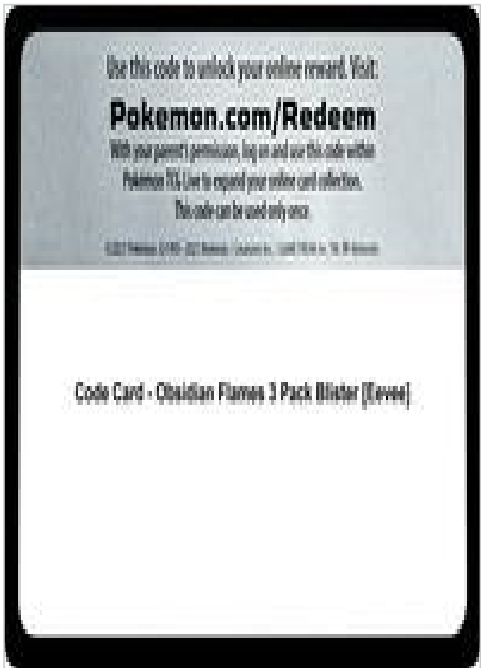 Use this code to unlock your online reward. Visit:
Pokemon.com/Redeem
With your parent's permission, log on and use this code within
Pokémon TCG Live to expand your online card collection.
This code can be used only once.
Code Card - Obsidian Flames 3 Pack Blister [Eevee]